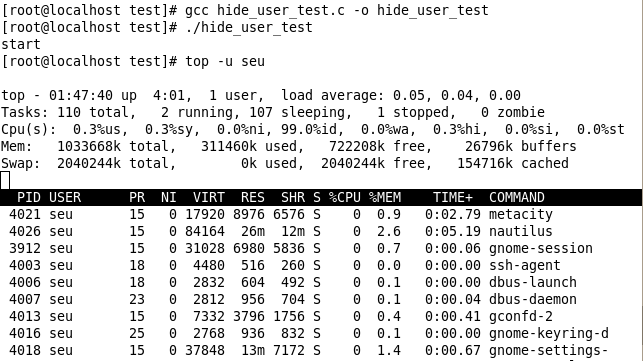 [root@localhost test]# gcc hide_user_test.c -o hide_user_test
[root@localhost test]# ./hide_user_test
start
[root@localhost test]# top -u seu
top - 01:47:40 up  4:01,  1 user,  load average: 0.05, 0.04, 0.00
Tasks: 110 total,   2 running, 107 sleeping,   1 stopped,   0 zombie
Cpu(s):  0.3%us,  0.3%sy,  0.0%ni, 99.0%id,  0.0%wa,  0.3%hi,  0.0%si,  0.0%st
Mem:   1033668k total,   311460k used,   722208k free,    26796k buffers
Swap:  2040244k total,        0k used,  2040244k free,   154716k cached
  PID USER      PR  NI  VIRT  RES  SHR S %CPU %MEM    TIME+  COMMAND
 4021 seu       15   0 17920 8976 6576 S    0  0.9   0:02.79 metacity
 4026 seu       15   0 84164  26m  12m S    0  2.6   0:05.19 nautilus
 3912 seu       15   0 31028 6980 5836 S    0  0.7   0:00.06 gnome-session
 4003 seu       18   0  4480  516  260 S    0  0.0   0:00.00 ssh-agent
 4006 seu       18   0  2832  604  492 S    0  0.1   0:00.00 dbus-launch
 4007 seu       23   0  2812  956  704 S    0  0.1   0:00.04 dbus-daemon
 4013 seu       15   0  7332 3796 1756 S    0  0.4   0:00.41 gconfd-2
 4016 seu       25   0  2768  936  832 S    0  0.1   0:00.00 gnome-keyring-d
 4018 seu       15   0 37848  13m 7172 S    0  1.4   0:00.67 gnome-settings-